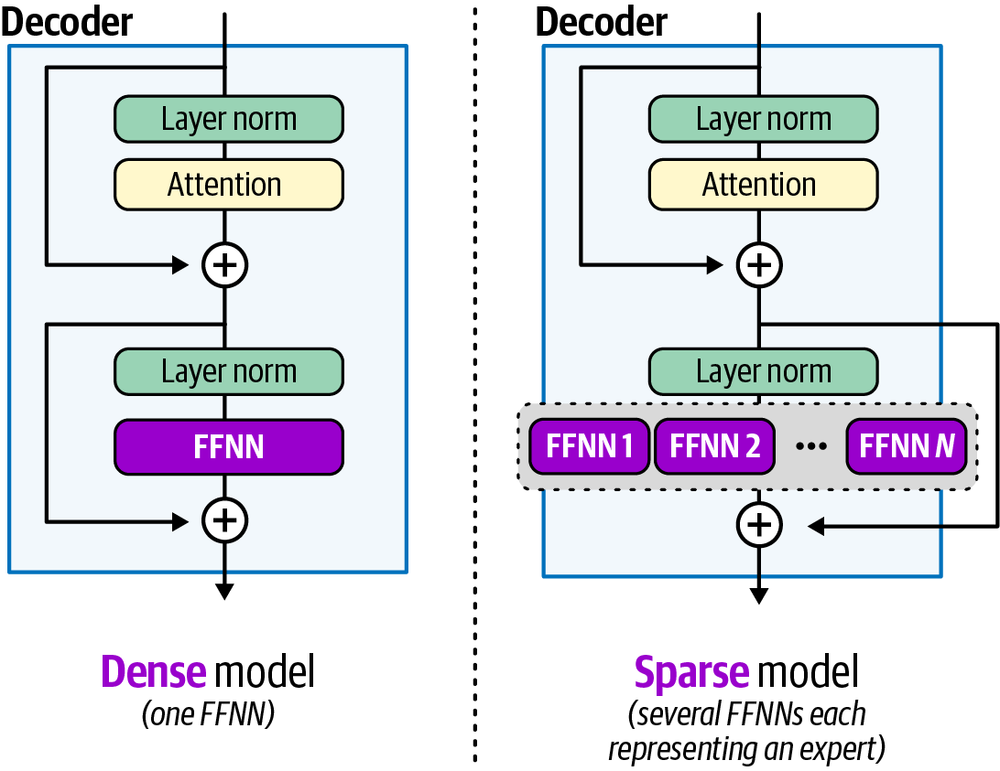 Decoder
Layer norm
Attention
+
Layer norm
FFNN
+
Dense model
(one FFNN)
Decoder
Layer norm
Attention
+
Layer norm
FFNN 1 FFNN 2 ••• FFNN N
+
Sparse model
(several FFNNs each
representing an expert)